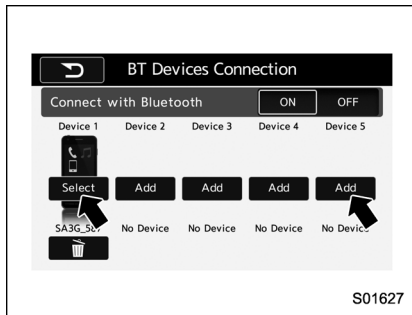 BT Devices Connection
Connect with Bluetooth ON OFF
Device 1 Device 2 Device 3 Device 4 Device 5
Select Add Add Add Add
No Device No Device No Device No
S01627